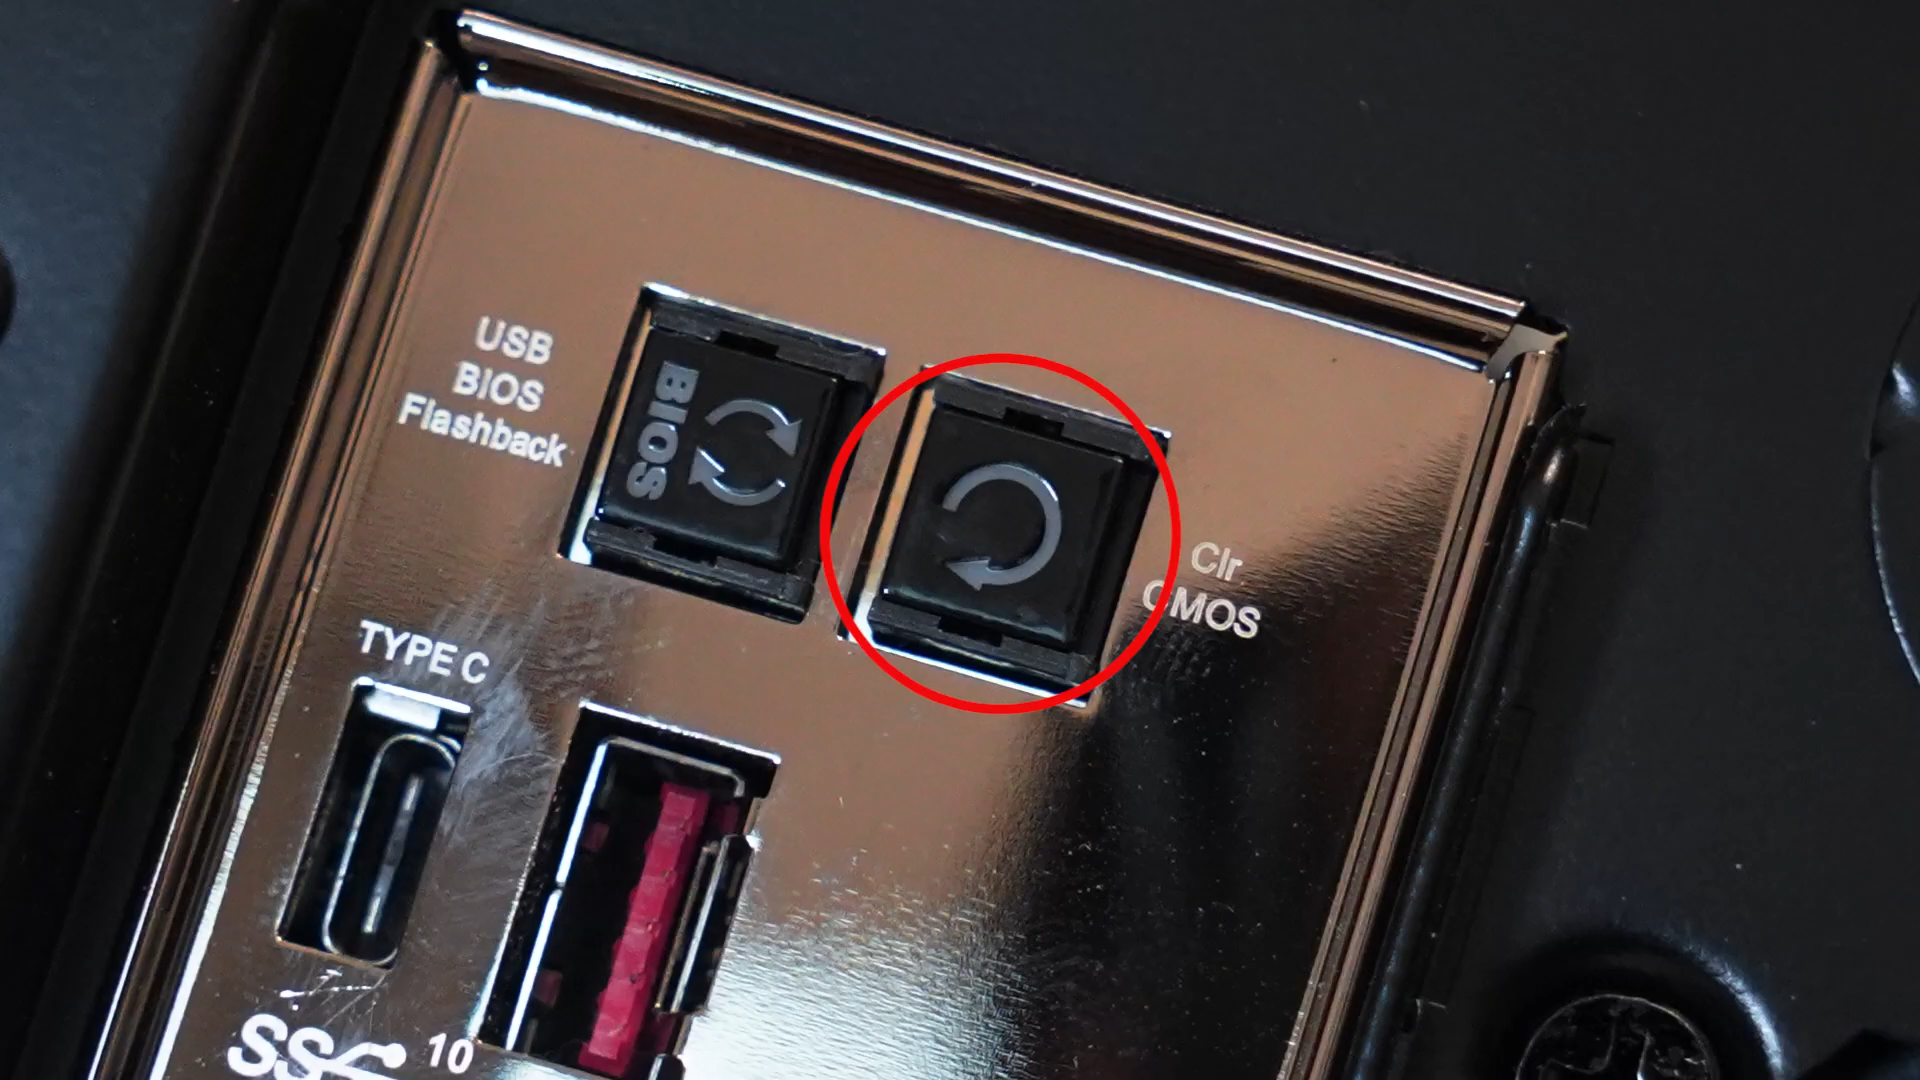 USB
BIOS
Flashback
BIOS
Clr
CMOS
TYPE C
SS 10